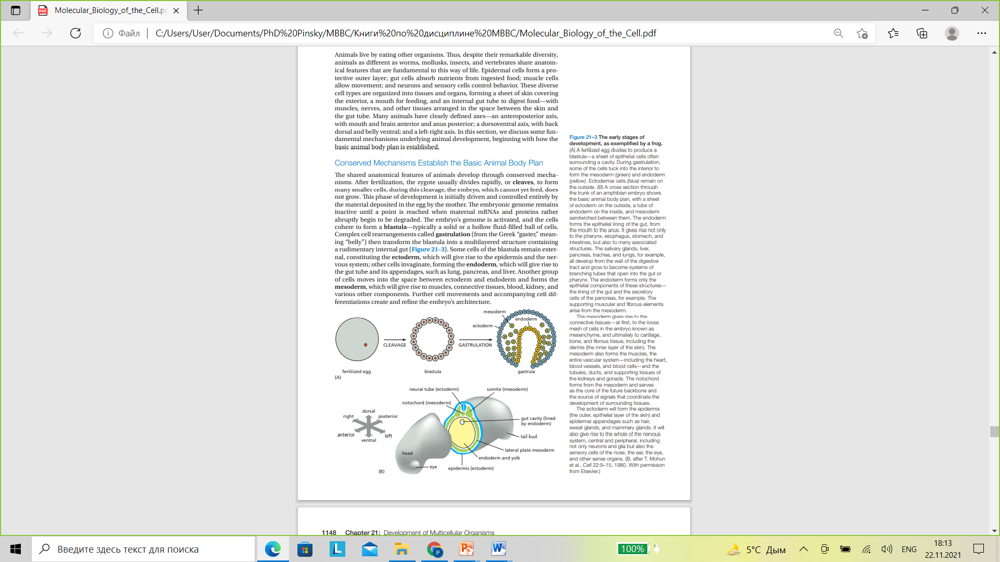 Molecular_Biology_of_the_Cell.pd
Файл
C:/Users/User/Documents/PhD%20Pinsky/MBBC/Книги%20по%20дисциплине%20MBBC/Molecular_Biology_of_the_Cell.pdf
Animals live by eating other organisms. Thus, despite their remarkable diversity,
animals as different as worms, mollusks, insects, and vertebrates share anatom-
ical features that are fundamental to this way of life. Epidermal cells form a pro-
tective outer layer; gut cells absorb nutrients from ingested food; muscle cells
allow movement; and neurons and sensory cells control behavior. These diverse
cell types are organized into tissues and organs, forming a sheet of skin covering
the exterior, a mouth for feeding, and an internal gut tube to digest food—with
muscles, nerves, and other tissues arranged in the space between the skin and
the gut tube. Many animals have clearly defined axes—an anteroposterior axis,
with mouth and brain anterior and anus posterior; a dorsoventral axis, with back
dorsal and belly ventral; and a left-right axis. In this section, we discuss some fun-
damental mechanisms underlying animal development, beginning with how the
basic animal body plan is established.
Conserved Mechanisms Establish the Basic Animal Body Plan
The shared anatomical features of animals develop through conserved mecha-
nisms. After fertilization, the zygote usually divides rapidly, or cleaves, to form
many smaller cells; during this cleavage, the embryo, which cannot yet feed, does
not grow. This phase of development is initially driven and controlled entirely by
the material deposited in the egg by the mother. The embryonic genome remains
inactive until a point is reached when maternal mRNAs and proteins rather
abruptly begin to be degraded. The embryo's genome is activated, and the cells
cohere to form a blastula—typically a solid or a hollow fluid-filled ball of cells.
Complex cell rearrangements called gastrulation (from the Greek "gaster," mean-
ing "belly") then transform the blastula into a multilayered structure containing
a rudimentary internal gut (Figure 21–3). Some cells of the blastula remain exter-
nal, constituting the ectoderm, which will give rise to the epidermis and the ner-
vous system; other cells invaginate, forming the endoderm, which will give rise to
the gut tube and its appendages, such as lung, pancreas, and liver. Another group
of cells moves into the space between ectoderm and endoderm and forms the
mesoderm, which will give rise to muscles, connective tissues, blood, kidney, and
various other components. Further cell movements and accompanying cell dif-
ferentiations create and refine the embryo's architecture.
Figure 21–3 The early stages of
development, as exemplified by a frog.
(A) A fertilized egg divides to produce a
blastula—a sheet of epithelial cells often
surrounding a cavity. During gastrulation,
some of the cells tuck into the interior to
form the mesoderm (green) and endoderm
(yellow). Ectodermal cells (blue) remain on
the outside. (B) A cross section through
the trunk of an amphibian embryo shows
the basic animal body plan, with a sheet
of ectoderm on the outside, a tube of
endoderm on the inside, and mesoderm
sandwiched between them. The endoderm
forms the epithelial lining of the gut, from
the mouth to the anus. It gives rise not only
to the pharynx, esophagus, stomach, and
intestines, but also to many associated
structures. The salivary glands, liver,
pancreas, trachea, and lungs, for example,
all develop from the wall of the digestive
tract and grow to become systems of
branching tubes that open into the gut or
pharynx. The endoderm forms only the
epithelial components of these structures—
the lining of the gut and the secretory
cells of the pancreas, for example. The
supporting muscular and fibrous elements
arise from the mesoderm.
The mesoderm gives rise to the
connective tissues—at first, to the loose
mesh of cells in the embryo known as
mesenchyme, and ultimately to cartilage,
bone, and fibrous tissue, including the
dermis (the inner layer of the skin). The
mesoderm also forms the muscles, the
entire vascular system—including the heart,
blood vessels, and blood cells—and the
tubules, ducts, and supporting tissues of
the kidneys and gonads. The notochord
forms from the mesoderm and serves
as the core of the future backbone and
the source of signals that coordinate the
development of surrounding tissues.
The ectoderm will form the epidermis
(the outer, epithelial layer of the skin) and
epidermal appendages such as hair,
sweat glands, and mammary glands. It will
also give rise to the whole of the nervous
system, central and peripheral, including
not only neurons and glia but also the
sensory cells of the nose, the ear, the eye,
and other sense organs. (B, after T. Mohun
et al., Cell 22:9–15, 1980. With permission
from Elsevier.)
mesoderm
endoderm
ectoderm
CLEAVAGE
GASTRULATION
fertilized egg
blastula
gastrula
(A)
neural tube (ectoderm)
somite (mesoderm)
notochord (mesoderm)
dorsal
right
posterior
anterior
left
ventral
gut cavity (lined
by endoderm)
tail bud
lateral plate mesoderm
head
endoderm and yolk
eye
epidermis (ectoderm)
(B)
1148 Chapter 21: Development of Multicellular Organisms
Введите здесь текст для поиска
100%
5°C Дым
ENG
18:13
22.11.2021